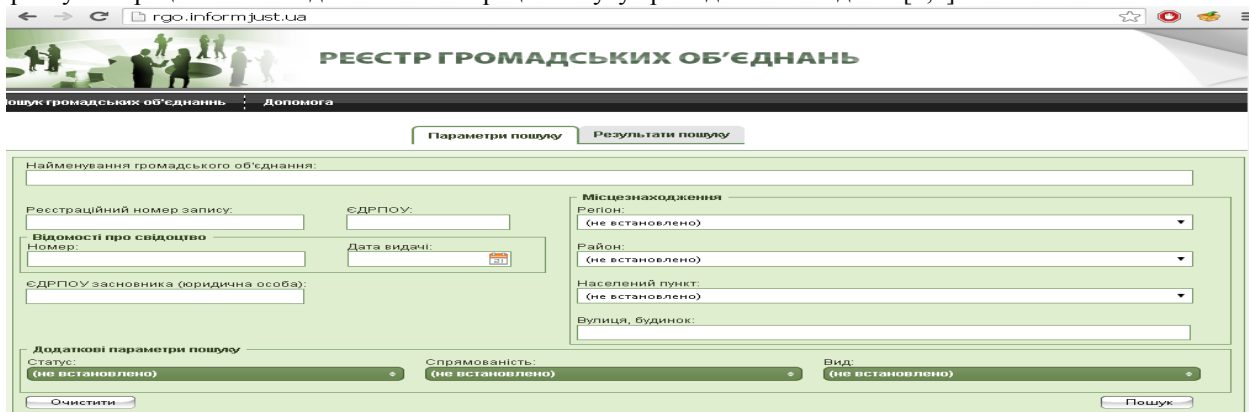 rgo.informjust.ua
РЕЄСТР ГРОМАДСЬКИХ ОБ'ЄДНАНЬ
ошук громадських об'єднаннь Допомога
Параметри пошуку Результати пошуку
Найменування громадського об'єднання:
Реєстраційний номер запису: ЄДРПОУ:
Відомості про свідоцтво
Номер: Дата видачі:
21
ЄДРПОУ засновника (юридична особа):
Місцезнаходження
Регіон:
(не встановлено)
Район:
(не встановлено)
Населений пункт:
(не встановлено)
Вулиця, будинок:
Додаткові параметри пошуку
Статус: Спрямованість: Вид:
(не встановлено) (не встановлено) (не встановлено)
Очистити Пошук